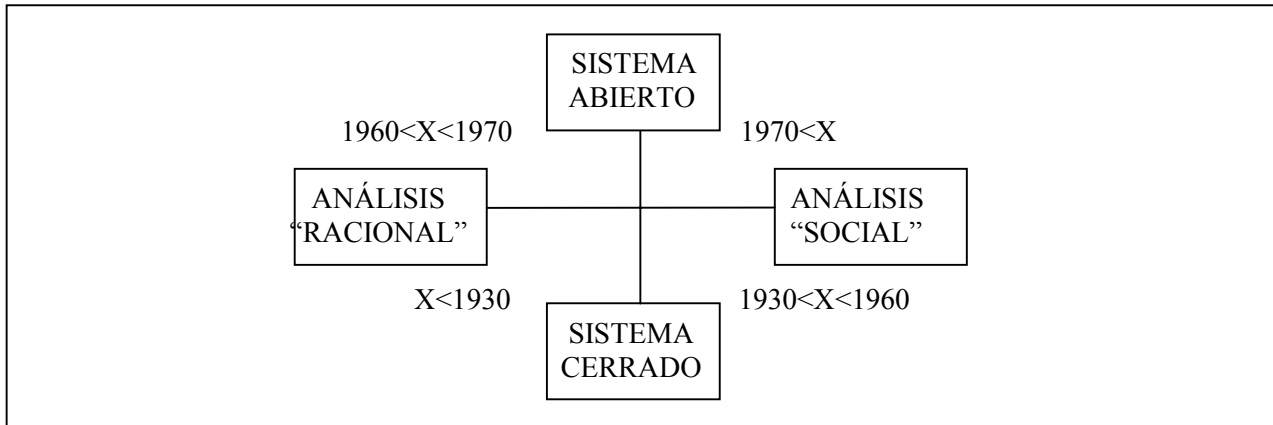 SISTEMA
ABIERTO
1960<X<1970
1970<X
ANÁLISIS
“RACIONAL”
ANÁLISIS
“SOCIAL”
X<1930
1930<X<1960
SISTEMA
CERRADO